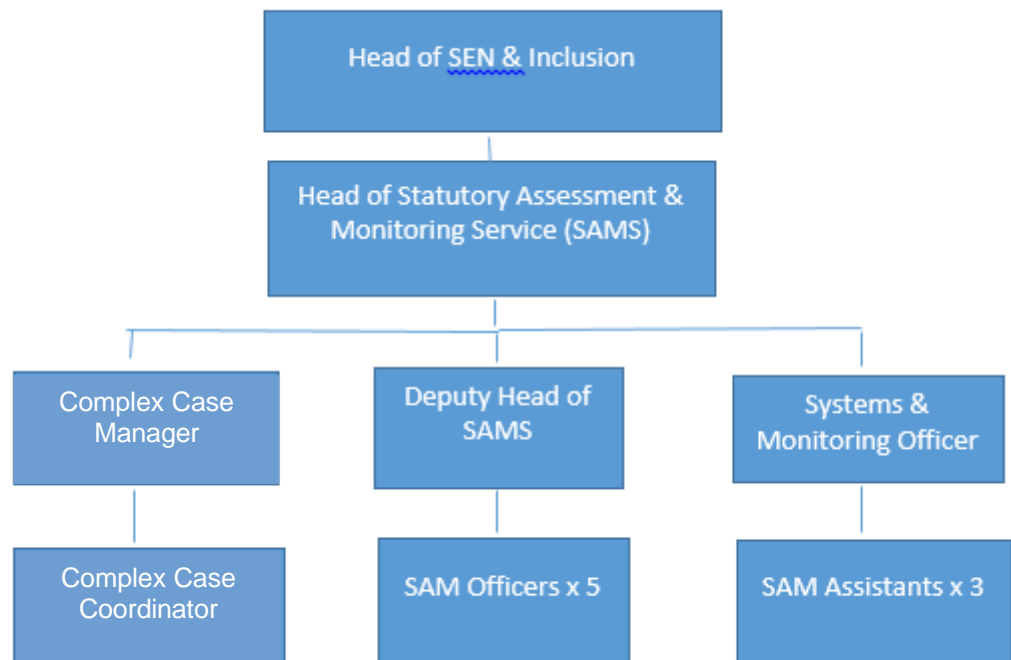 Head of SEN & Inclusion
Head of Statutory Assessment &
Monitoring Service (SAMS)
Complex Case
Manager
Deputy Head of
SAMS
Systems &
Monitoring Officer
Complex Case
Coordinator
SAM Officers x 5
SAM Assistants x 3